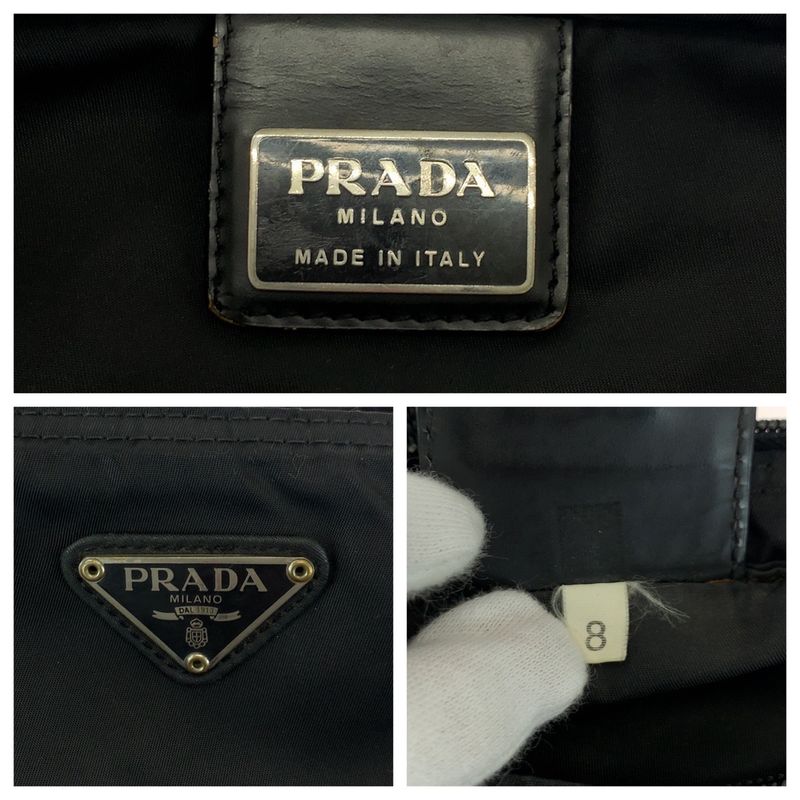 PRADA
MILANO
MADE IN ITALY
PRADA
MILANO
DAL 1913
8